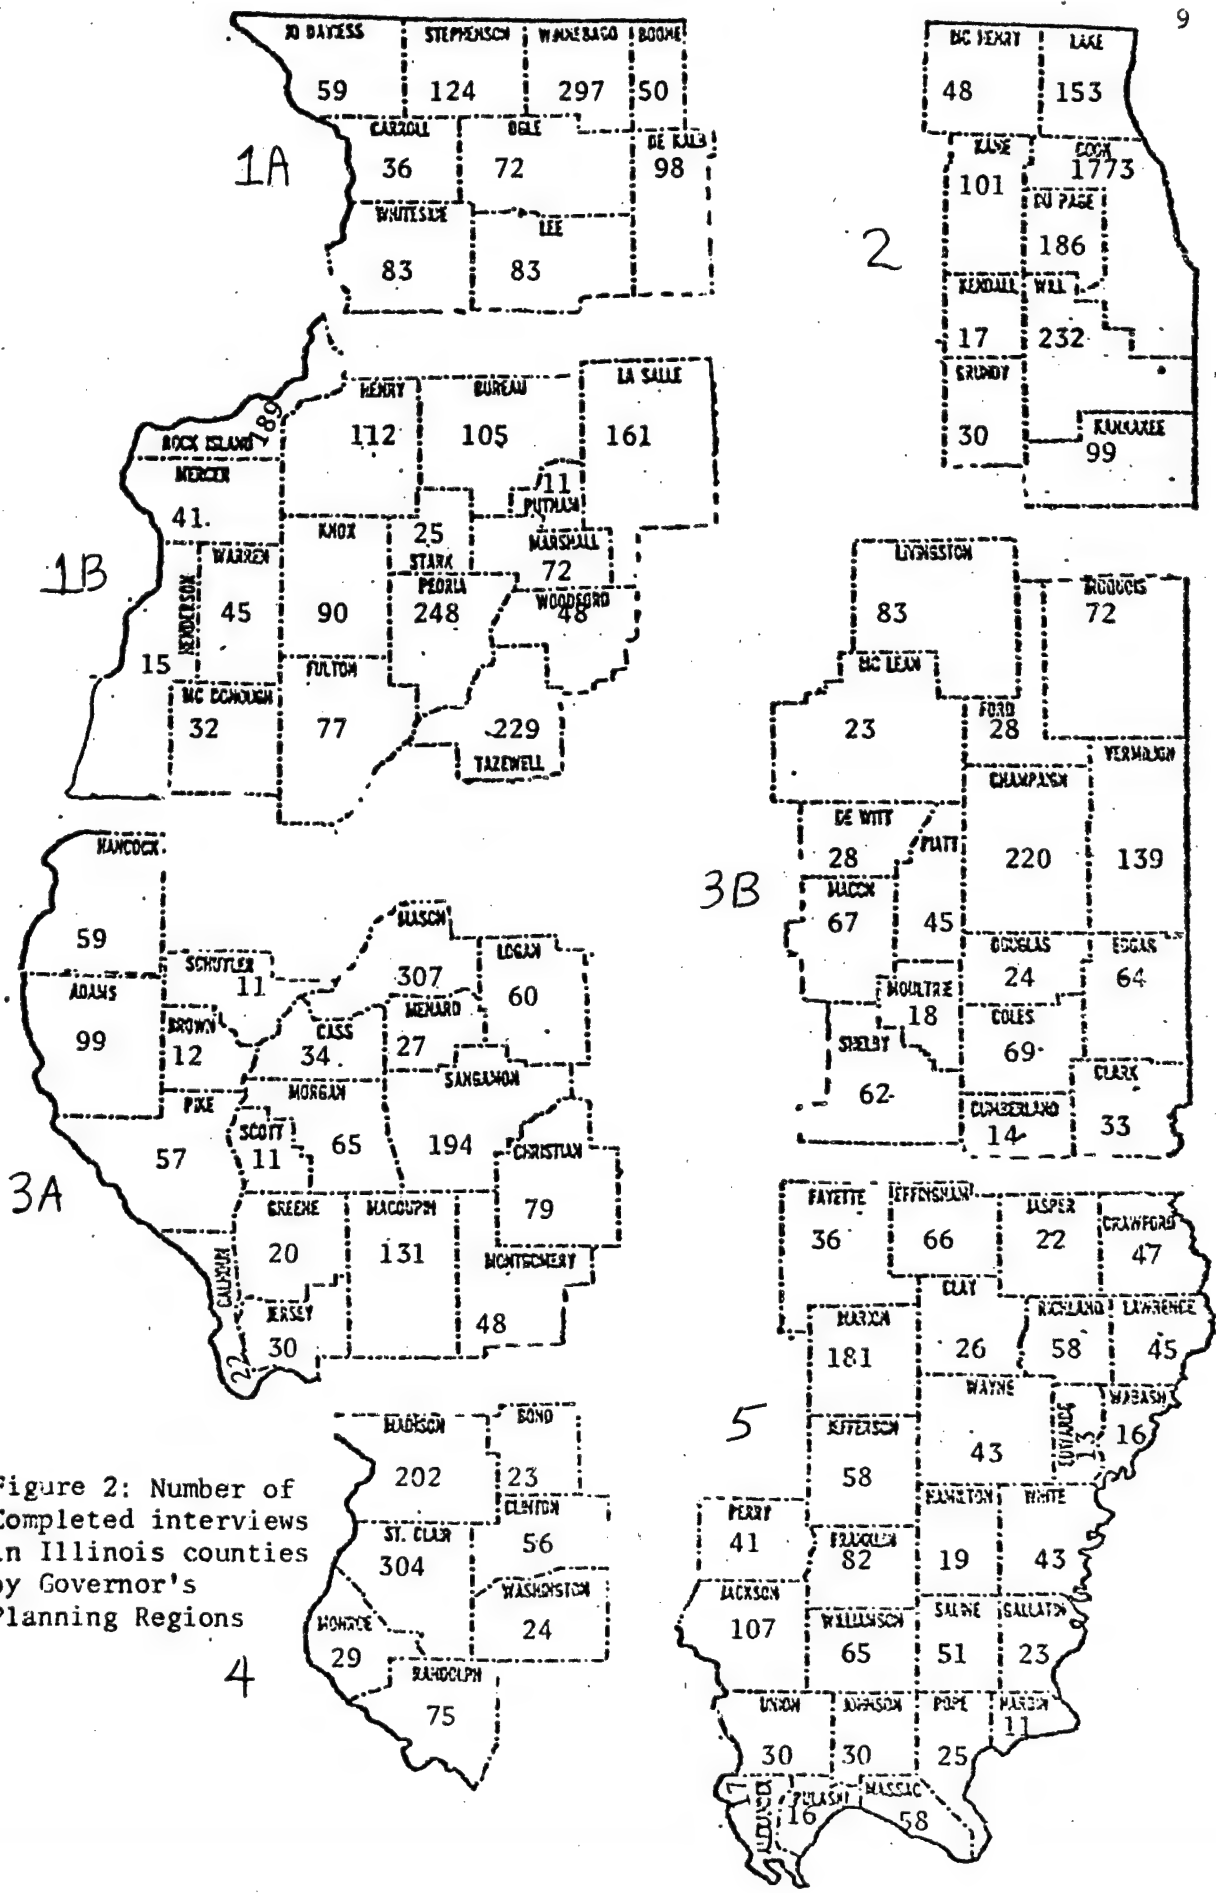 9
JO DAVIESS STEPHENSON WINNEBAGO BOONE
59 124 297 50
CARROLL OGLE DE KALB
36 72 98
1A
WHITESIDE LEE
83 83
MC HENRY LAKE
48 153
KANE COOK
101 1773
DU PAGE
186
2
KENDALL WILL
17 232
GRUNDY
30
KANKAKEE
99
HENRY BUREAU LA SALLE
ROCK ISLAND 189 112 105 161
MERCER
41
11
PUTNAM
KNOX 25
STARK
MARSHALL
72
1B
WARREN PEORIA WOODFORD
HENDERSON 45 90 248 48
15
MC DONOUGH FULTON
32 77 229
TAZEWELL
LIVINGSTON IROQUOIS
83 72
MC LEAN
23
FORD
28
VERMILION
CHAMPAIGN
DE WITT PIATT
28 220 139
3B
MACON
67 45
DOUGLAS EDGAR
24 64
MOULTRIE
18
COLES
69
SHELBY
62
CLARK
33
CUMBERLAND
14
HANCOCK
59
MASON LOGAN
307 60
SCHUYLER
11
ADAMS
99
BROWN
12
CASS
34
MENARD
27
SANGAMON
PIKE MORGAN
57 65 194
SCOTT
11
CHRISTIAN
79
3A
GREENE MACOUPIN
20 131
MONTGOMERY
48
CALHOUN
22
JERSEY
30
FAYETTE EFFINGHAM JASPER CRAWFORD
36 66 22 47
CLAY RICHLAND LAWRENCE
MARION
181 26 58 45
WAYNE WABASH
5
JEFFERSON EDWARDS
43 13 16
58
HAMILTON WHITE
PERRY FRANKLIN
41 82 19 43
JACKSON WILLIAMSON SALINE GALLATIN
107 65 51 23
UNION JOHNSON POPE HARDIN
11
30 30 25
17 PULASKI MASSAC
ALEXANDER 16 58
MADISON BOND
202 23
CLINTON
ST. CLAIR 56
304
WASHINGTON
24
MONROE
29
RANDOLPH
75
4
Figure 2: Number of
Completed interviews
in Illinois counties
by Governor's
Planning Regions